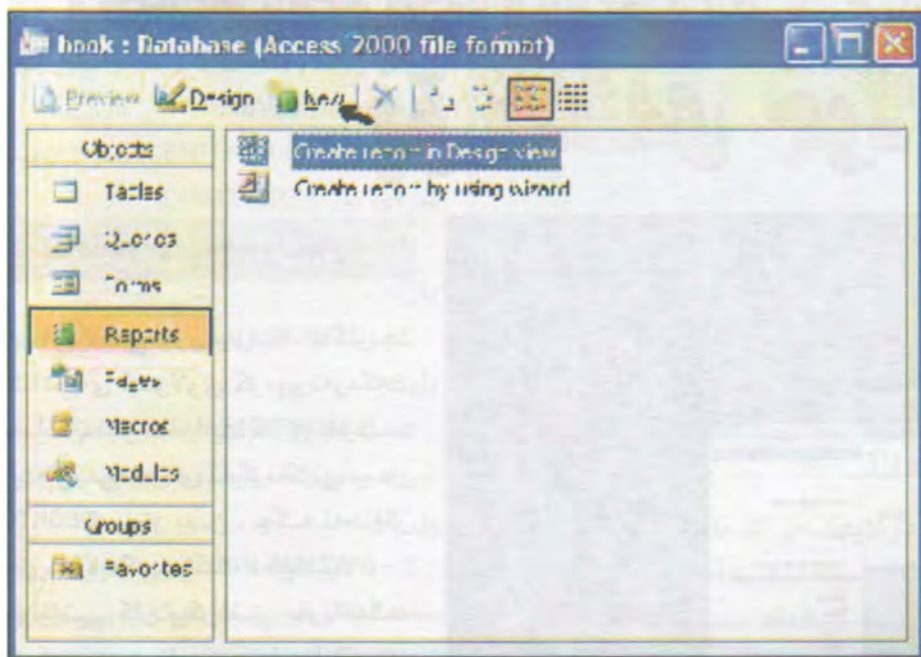 book : Database (Access 2000 file format)
Preview Design New
Objects
Tables
Queries
Forms
Reports
Pages
Macros
Modules
Groups
Favorites
Create report in Design view
Create report by using wizard